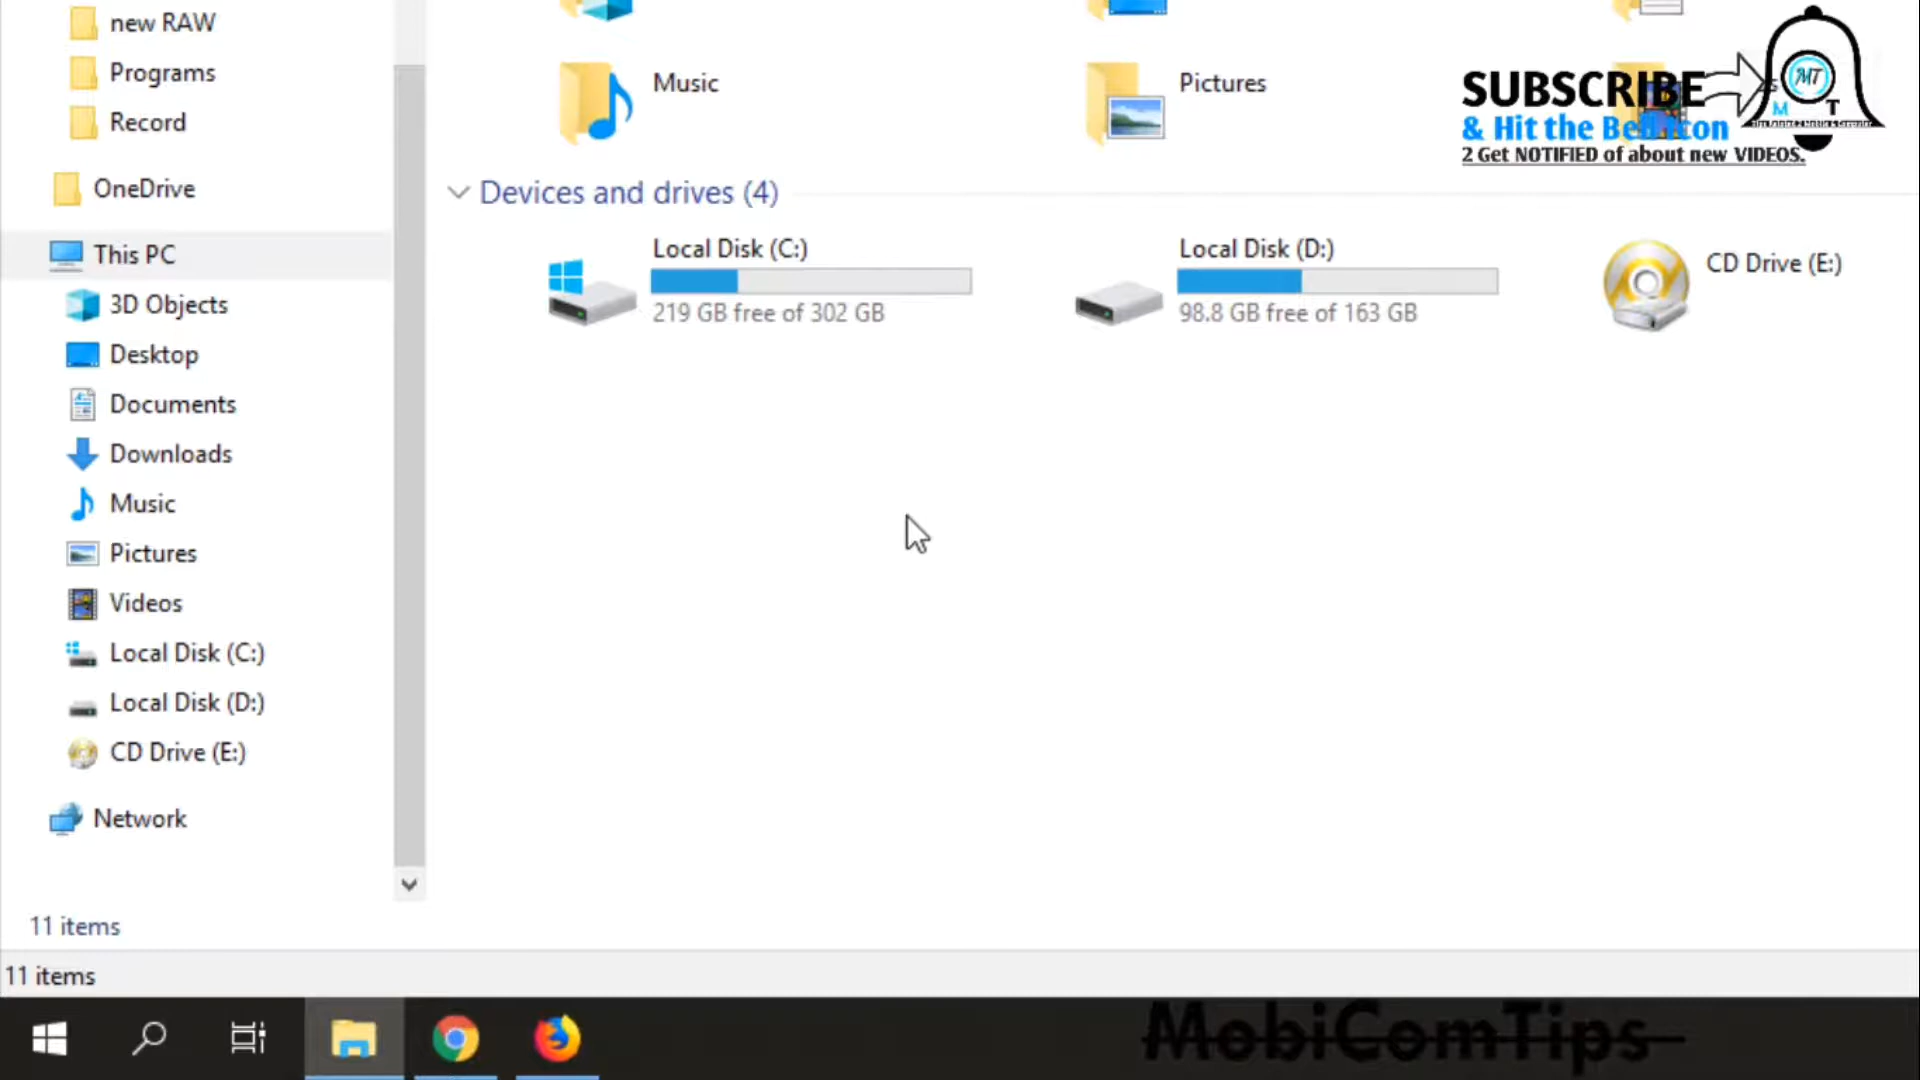 new RAW
Programs
Record
OneDrive
This PC
3D Objects
Desktop
Documents
Downloads
Music
Pictures
Videos
Local Disk (C:)
Local Disk (D:)
CD Drive (E:)
Network
11 items
11 items
Music
Pictures
Devices and drives (4)
Local Disk (C:)
219 GB free of 302 GB
Local Disk (D:)
98.8 GB free of 163 GB
CD Drive (E:)
SUBSCRIBE
& Hit the Bell Icon
2 Get NOTIFIED of about new VIDEOS.
MT
M T
MobiComTips